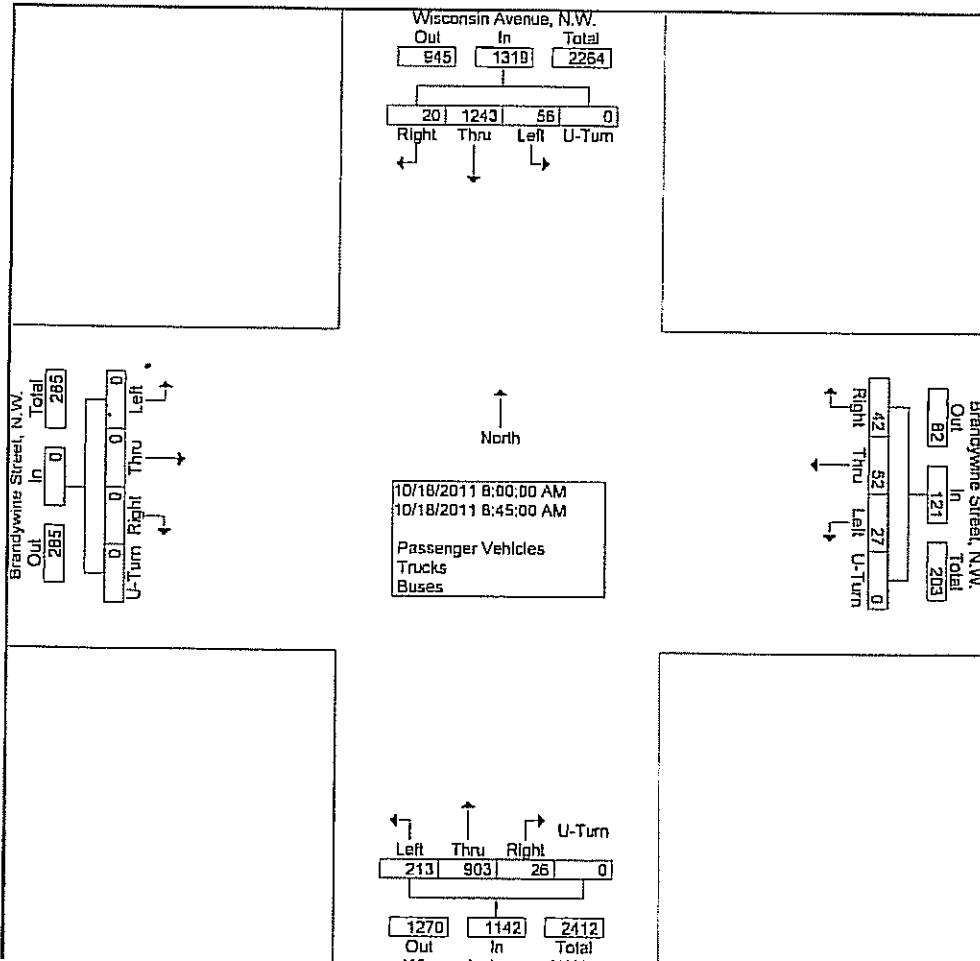 Wisconsin Avenue, N.W.
Out In Total
945 1319 2264
20 1243 56 0
Right Thru Left U-Turn
Brandywine Street, N.W.
Total In Out
285 0 285
0 0 0 0
Left Thru Right U-Turn
North
10/18/2011 8:00:00 AM
10/18/2011 8:45:00 AM
Passenger Vehicles
Trucks
Buses
Right Thru Left U-Turn
42 52 27 0
Out In Total
82 121 203
Brandywine Street, N.W.
Left Thru Right U-Turn
213 903 26 0
1270 1142 2412
Out In Total